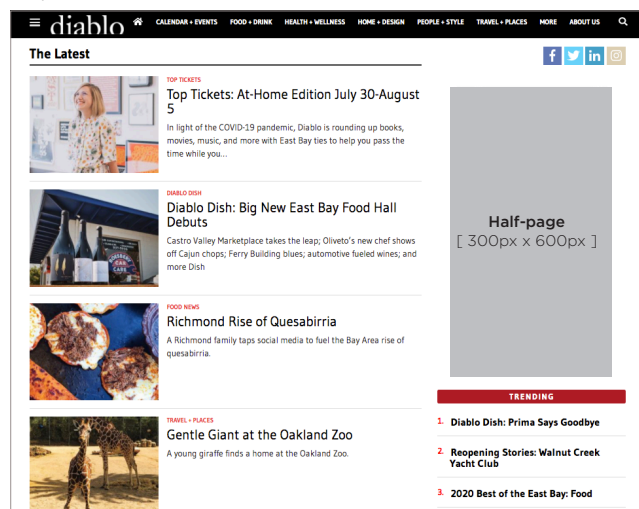 diablo CALENDAR + EVENTS FOOD + DRINK HEALTH + WELLNESS HOME + DESIGN PEOPLE + STYLE TRAVEL + PLACES MORE ABOUT US
The Latest
TOP TICKETS
Top Tickets: At-Home Edition July 30-August
5
In light of the COVID-19 pandemic, Diablo is rounding up books,
movies, music, and more with East Bay ties to help you pass the
time while you...
DIABLO DISH
Diablo Dish: Big New East Bay Food Hall
Debuts
Castro Valley Marketplace takes the leap; Oliveto's new chef shows
off Cajun chops; Ferry Building blues; automotive fueled wines; and
more Dish
FOOD NEWS
Richmond Rise of Quesabirria
A Richmond family taps social media to fuel the Bay Area rise of
quesabirria.
TRAVEL + PLACES
Gentle Giant at the Oakland Zoo
A young giraffe finds a home at the Oakland Zoo.
f in
Half-page
[ 300px x 600px ]
TRENDING
1. Diablo Dish: Prima Says Goodbye
2. Reopening Stories: Walnut Creek
Yacht Club
3. 2020 Best of the East Bay: Food